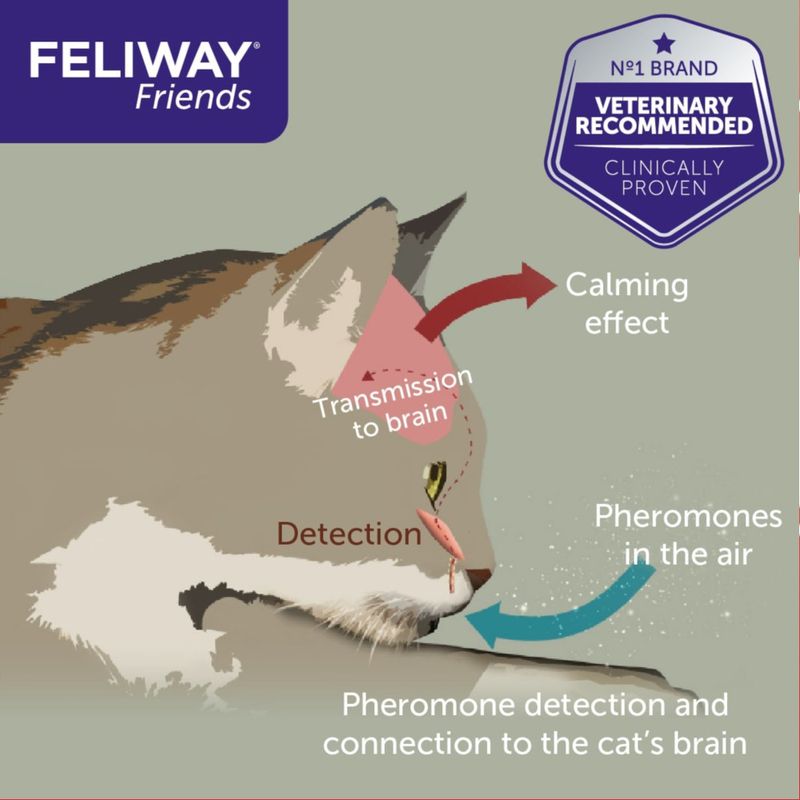 FELIWAY®
Friends
Nº1 BRAND
VETERINARY
RECOMMENDED
CLINICALLY
PROVEN
Calming
effect
Transmission
to brain
Detection
Pheromones
in the air
Pheromone detection and
connection to the cat's brain